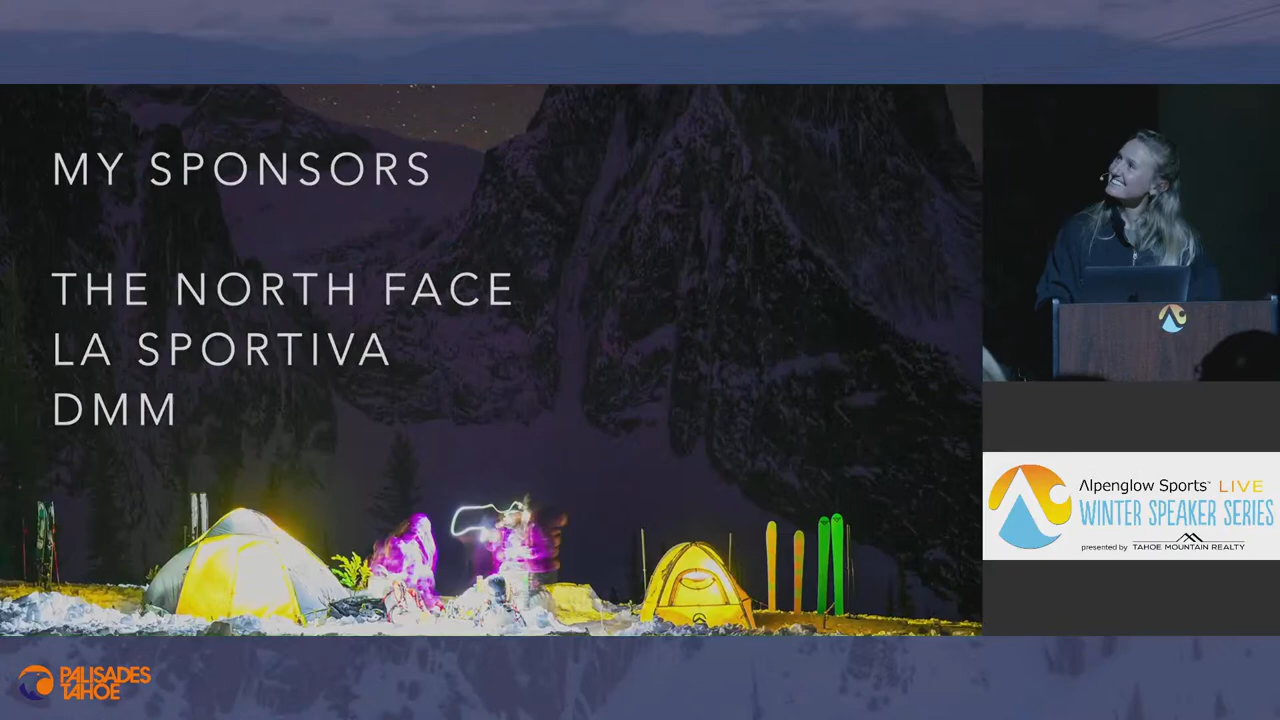 MY SPONSORS
THE NORTH FACE
LA SPORTIVA
DMM
Alpenglow Sports™ LIVE
WINTER SPEAKER SERIES
presented by TAHOE MOUNTAIN REALTY
PALISADES
TAHOE